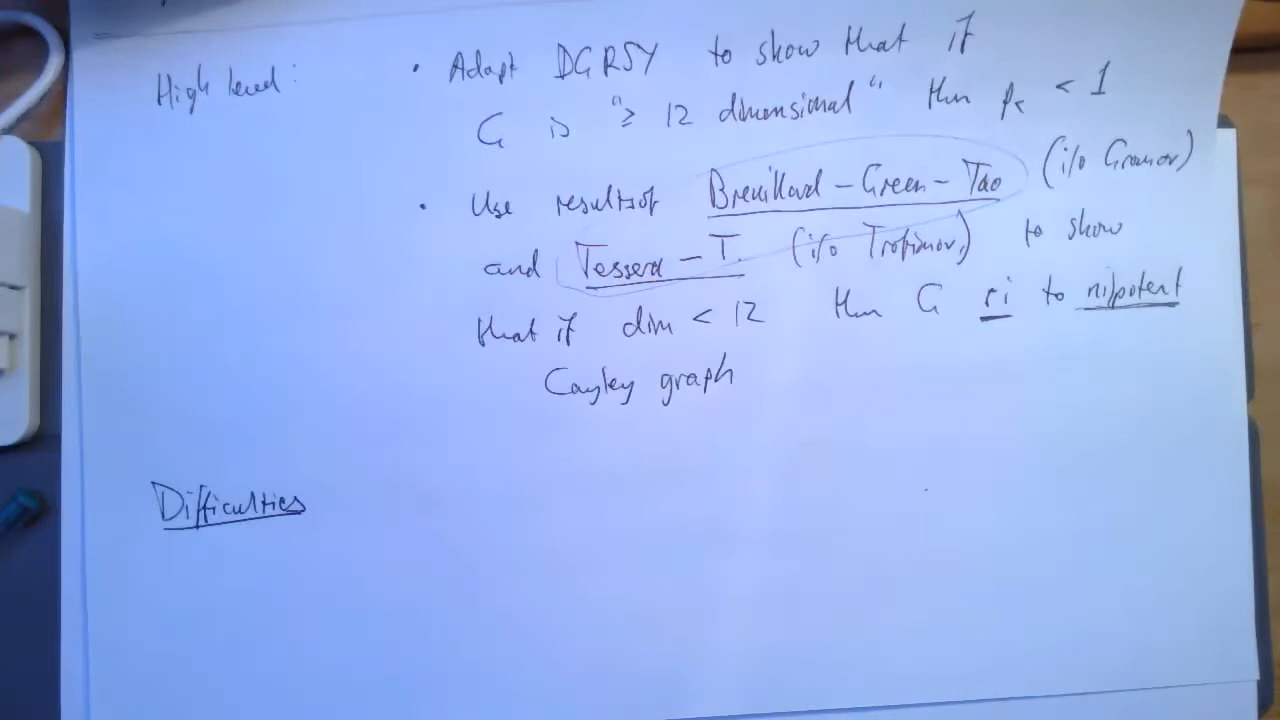 High level:
• Adapt DGRSY to show that if
G is "≥ 12 dimensional" then pc < 1
• Use results of Breuillard – Green – Tao (i/o Gromov)
and Tessera – T. (i/o Trofimov) to show
that if dim < 12 then G ri to nilpotent
Cayley graph
Difficulties